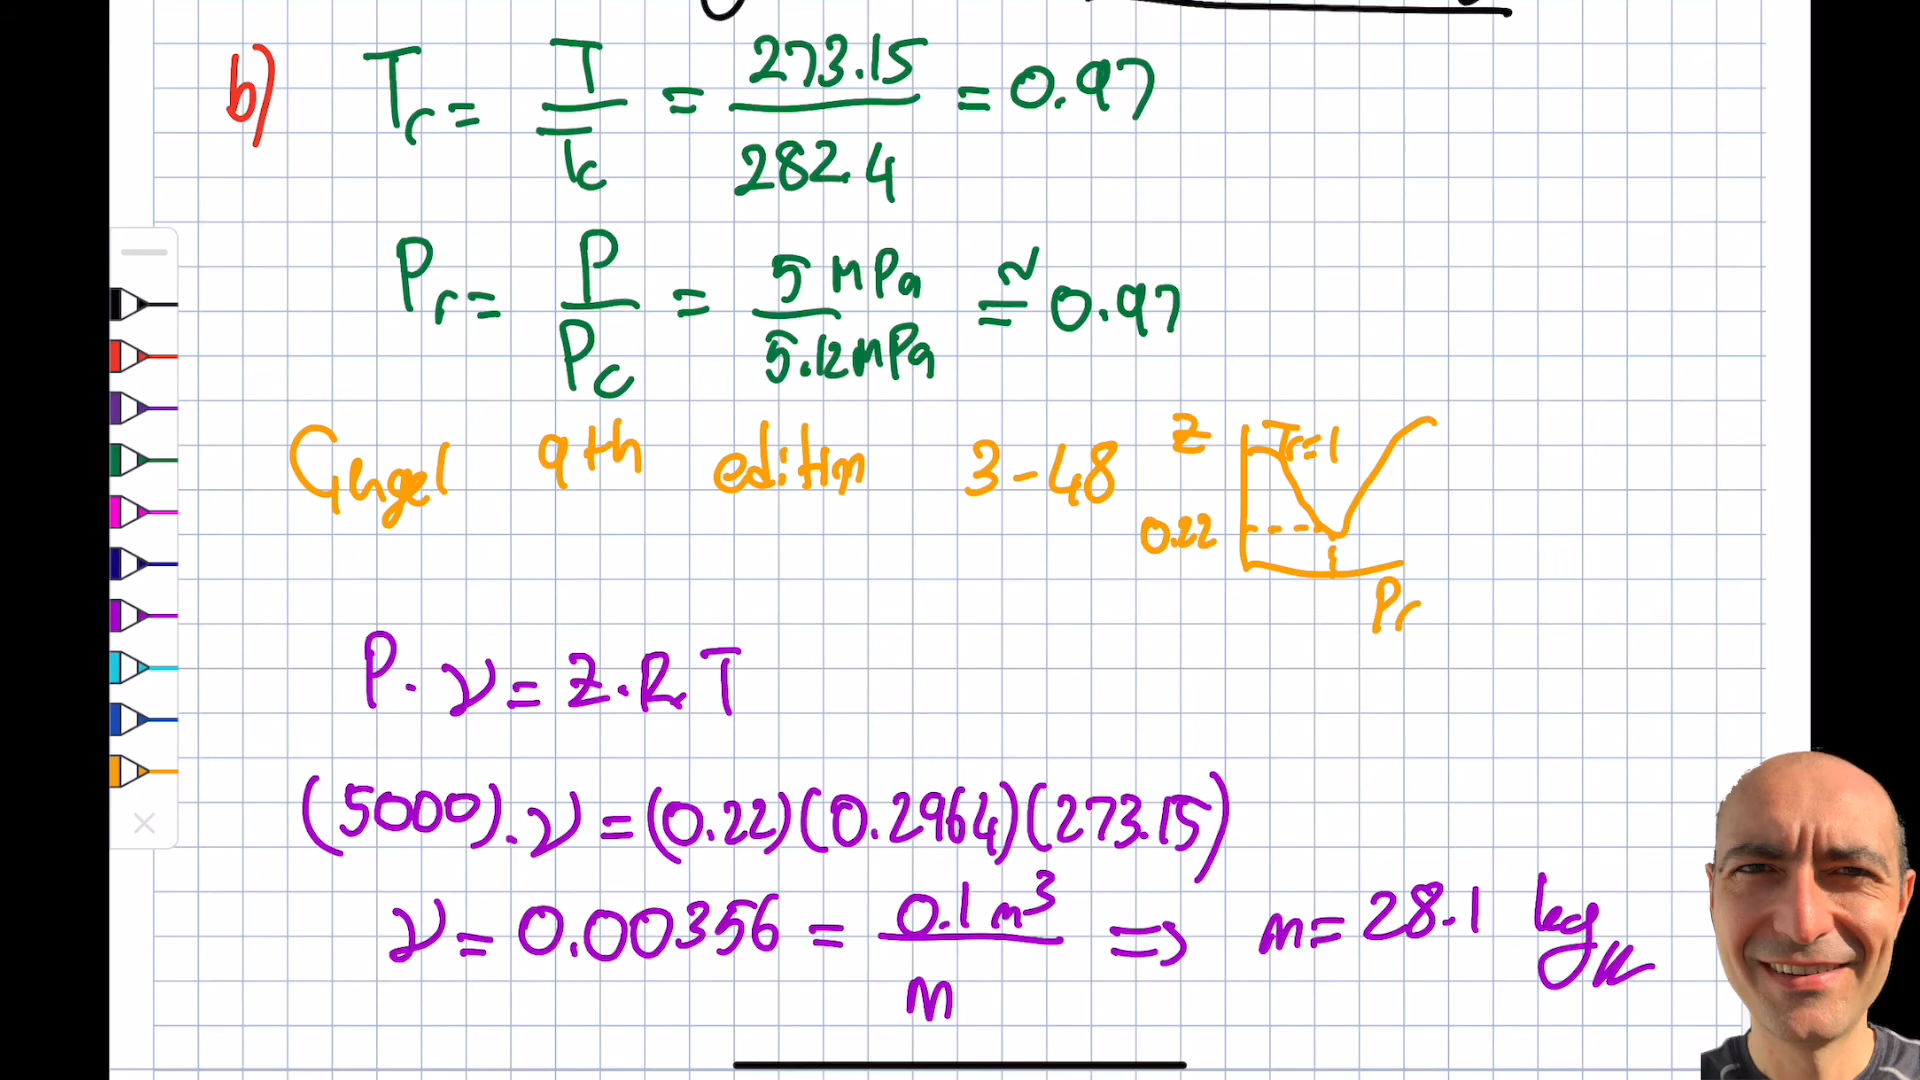 b) Tr = T / Tc = 273.15 / 282.4 = 0.97
Pr = P / Pc = 5 MPa / 5.12 MPa ≅ 0.97
Cengel 9th edition 3-48
Z Tr=1
0.22
Pr
P. ν = Z.R.T
(5000).ν = (0.22)(0.2964)(273.15)
ν = 0.00356 = 0.1 m³ / m ⇒ m = 28.1 kg